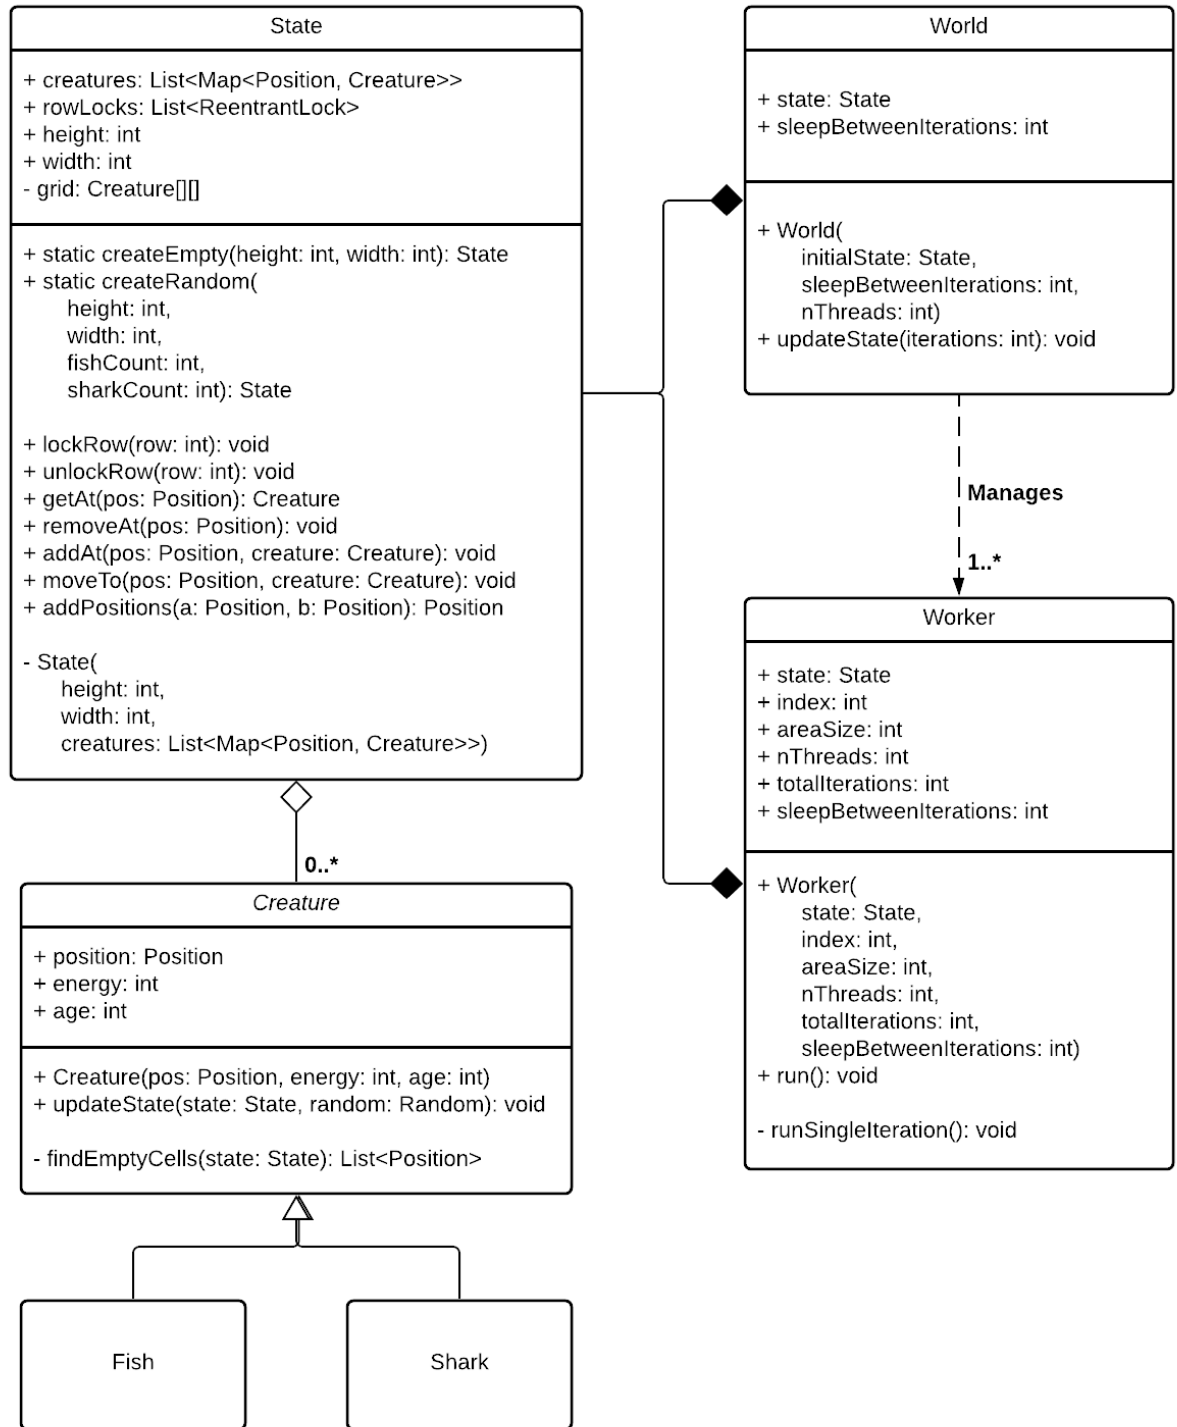 State
+ creatures: List<Map<Position, Creature>>
+ rowLocks: List<ReentrantLock>
+ height: int
+ width: int
- grid: Creature[][]
+ static createEmpty(height: int, width: int): State
+ static createRandom(
height: int,
width: int,
fishCount: int,
sharkCount: int): State
+ lockRow(row: int): void
+ unlockRow(row: int): void
+ getAt(pos: Position): Creature
+ removeAt(pos: Position): void
+ addAt(pos: Position, creature: Creature): void
+ moveTo(pos: Position, creature: Creature): void
+ addPositions(a: Position, b: Position): Position
- State(
height: int,
width: int,
creatures: List<Map<Position, Creature>>)
0..*
Creature
+ position: Position
+ energy: int
+ age: int
+ Creature(pos: Position, energy: int, age: int)
+ updateState(state: State, random: Random): void
- findEmptyCells(state: State): List<Position>
Fish
Shark
World
+ state: State
+ sleepBetweenIterations: int
+ World(
initialState: State,
sleepBetweenIterations: int,
nThreads: int)
+ updateState(iterations: int): void
Manages
1..*
Worker
+ state: State
+ index: int
+ areaSize: int
+ nThreads: int
+ totalIterations: int
+ sleepBetweenIterations: int
+ Worker(
state: State,
index: int,
areaSize: int,
nThreads: int,
totalIterations: int,
sleepBetweenIterations: int)
+ run(): void
- runSingleIteration(): void